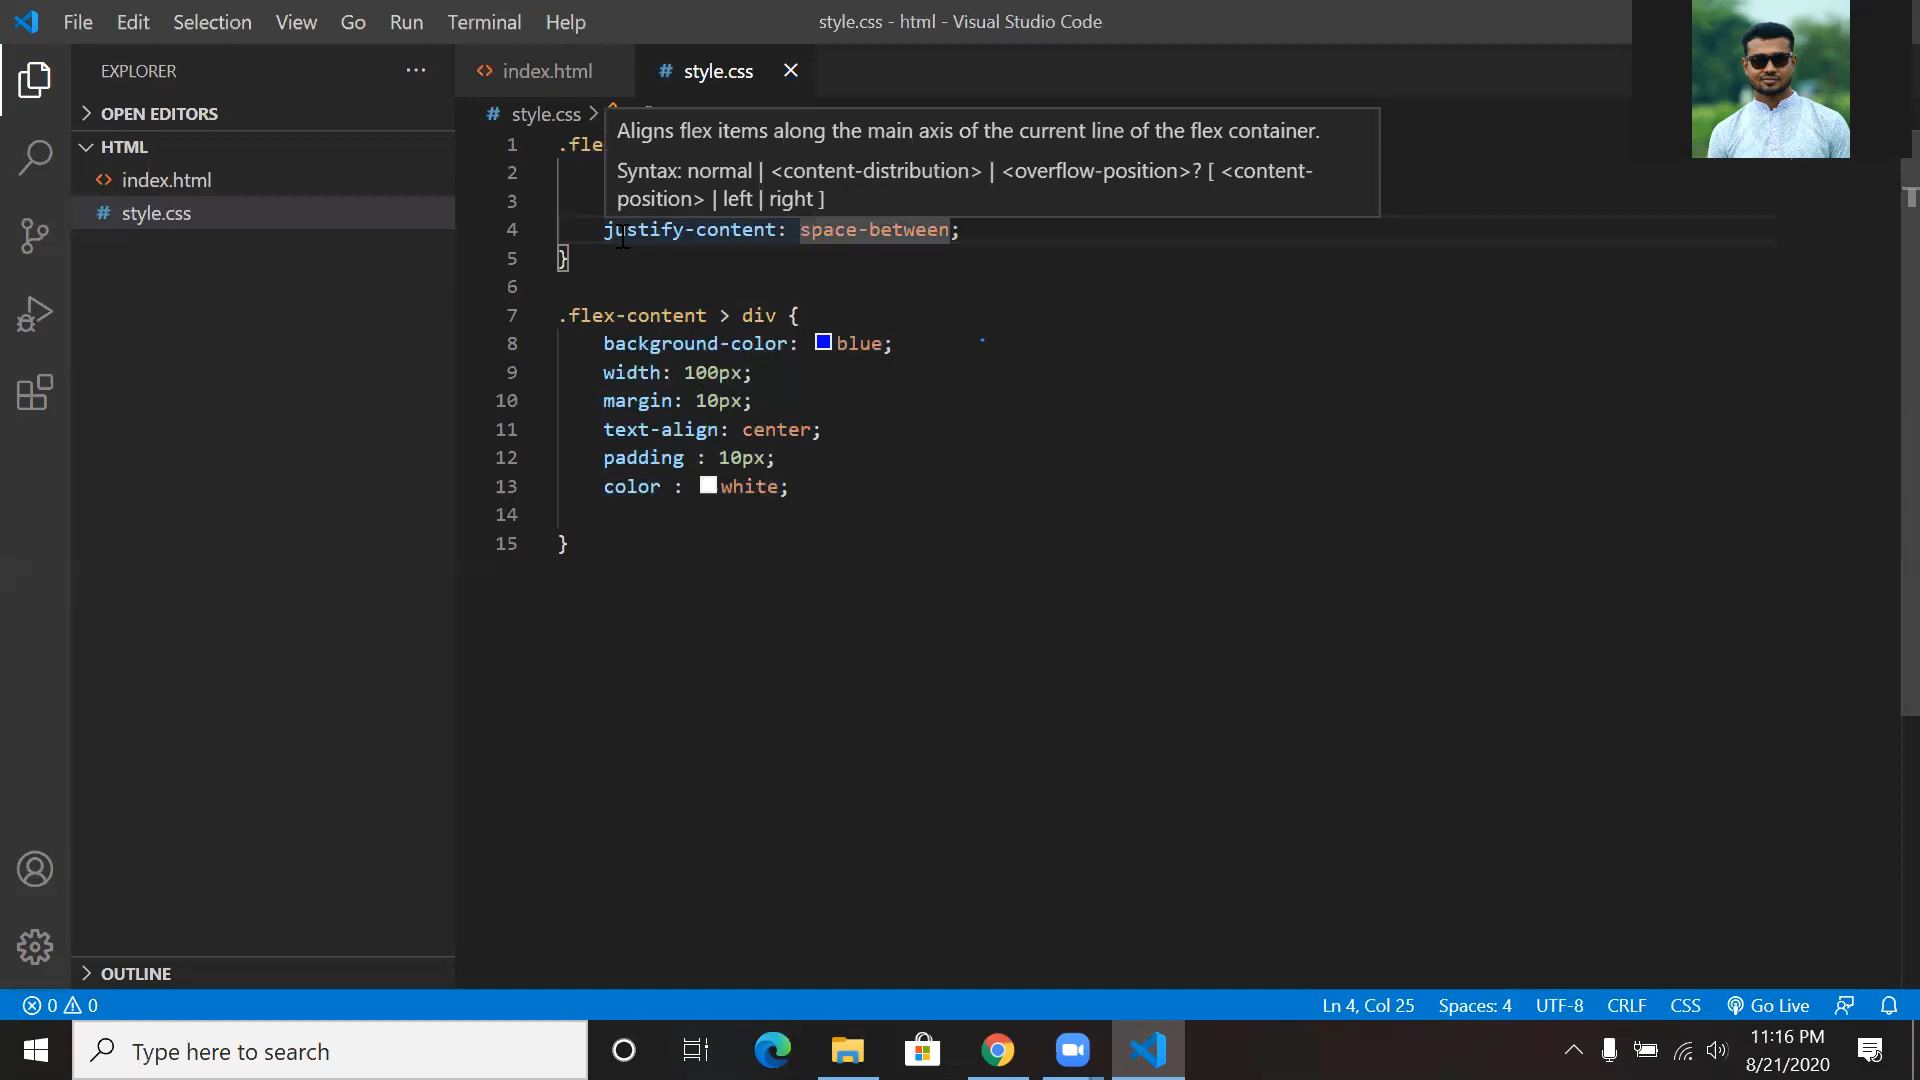 File Edit Selection View Go Run Terminal Help
style.css - html - Visual Studio Code
EXPLORER
OPEN EDITORS
HTML
index.html
style.css
OUTLINE
index.html
# style.css
# style.css
Aligns flex items along the main axis of the current line of the flex container.
Syntax: normal | <content-distribution> | <overflow-position>? [ <content-
position> | left | right ]
1 .fle
2
3
4 justify-content: space-between;
5 }
6
7 .flex-content > div {
8 background-color: blue;
9 width: 100px;
10 margin: 10px;
11 text-align: center;
12 padding : 10px;
13 color : white;
14
15 }
0 0
Ln 4, Col 25 Spaces: 4 UTF-8 CRLF CSS Go Live
Type here to search
11:16 PM
8/21/2020